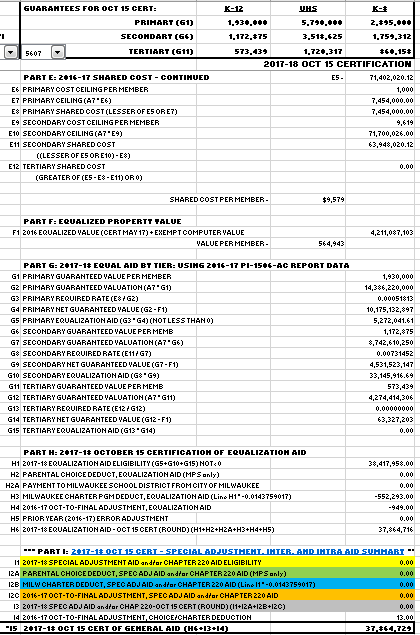 GUARANTEES FOR OCT 15 CERT: K-12 UHS K-8
PRIMARY (G1) 1,930,000 5,790,000 2,895,000
SECONDARY (G6) 1,172,875 3,518,625 1,759,312
5607 TERTIARY (G11) 573,439 1,720,317 860,158
2017-18 OCT 15 CERTIFICATION
PART E: 2016-17 SHARED COST - CONTINUED E5 - 71,402,020.12
E6 PRIMARY COST CEILING PER MEMBER 1,000
E7 PRIMARY CEILING (A7 * E6) 7,454,000.00
E8 PRIMARY SHARED COST (LESSER OF E5 OR E7) 7,454,000.00
E9 SECONDARY COST CEILING PER MEMBER 9,619
E10 SECONDARY CEILING (A7 * E9) 71,700,026.00
E11 SECONDARY SHARED COST 63,948,020.12
((LESSER OF E5 OR E10) - E8)
E12 TERTIARY SHARED COST 0.00
(GREATER OF (E5 - E8 - E11) OR 0)
SHARED COST PER MEMBER - $9,579
PART F: EQUALIZED PROPERTY VALUE
F1 2016 EQUALIZED VALUE (CERT MAY 17) + EXEMPT COMPUTER VALUE 4,211,087,103
VALUE PER MEMBER - 564,943
PART G: 2017-18 EQUAL AID BY TIER: USING 2016-17 PI-1506-AC REPORT DATA
G1 PRIMARY GUARANTEED VALUE PER MEMBER 1,930,000
G2 PRIMARY GUARANTEED VALUATION (A7 * G1) 14,386,220,000
G3 PRIMARY REQUIRED RATE (E8 / G2) 0.00051813
G4 PRIMARY NET GUARANTEED VALUE (G2 - F1) 10,175,132,897
G5 PRIMARY EQUALIZATION AID (G3 * G4) (NOT LESS THAN 0) 5,272,041.61
G6 SECONDARY GUARANTEED VALUE PER MEMB 1,172,875
G7 SECONDARY GUARANTEED VALUATION (A7 * G6) 8,742,610,250
G8 SECONDARY REQUIRED RATE (E11 / G7) 0.00731452
G9 SECONDARY NET GUARANTEED VALUE (G7 - F1) 4,531,523,147
G10 SECONDARY EQUALIZATION AID (G8 * G9) 33,145,916.69
G11 TERTIARY GUARANTEED VALUE PER MEMB 573,439
G12 TERTIARY GUARANTEED VALUATION (A7 * G11) 4,274,414,306
G13 TERTIARY REQUIRED RATE (E12 / G12) 0.00000000
G14 TERTIARY NET GUARANTEED VALUE (G12 - F1) 63,327,203
G15 TERTIARY EQUALIZATION AID (G13 * G14) 0.00
PART H: 2017-18 OCTOBER 15 CERTIFICATION OF EQUALIZATION AID
H1 2017-18 EQUALIZATION AID ELIGIBILITY (G5+G10+G15) NOT < 0 38,417,958.00
H2 PARENTAL CHOICE DEDUCT, EQUALIZATION AID (MPS only) 0.00
H2A PAYMENT TO MILWAUKEE SCHOOL DISTRICT FROM CITY OF MILWAUKEE 0.00
H3 MILWAUKEE CHARTER PGM DEDUCT, EQUALIZATION AID (Line H1 * -0.0143759017) -552,293.00
H4 2016-17 OCT-TO-FINAL ADJUSTMENT, EQUALIZATION AID -949.00
H5 PRIOR YEAR (2016-17) ERROR ADJUSTMENT 0.00
H6 2017-18 EQUALIZATION AID - OCT 15 CERT (ROUND) (H1+H2+H2A+H3+H4+H5) 37,864,716
*** PART I: 2017-18 OCT 15 CERT - SPECIAL ADJUSTMENT, INTER, AND INTRA AID SUMMARY **
I1 2017-18 SPECIAL ADJUSTMENT AID and/or CHAPTER 220 AID ELIGIBILITY 0.00
I2A PARENTAL CHOICE DEDUCT, SPEC ADJ AID and/or CHAPTER 220 AID (MPS only) 0.00
I2B MILW CHARTER DEDUCT, SPEC ADJ AID and/or CHAPTER 220 AID (Line I1 * -0.0143759017) 0.00
I2C 2016-17 OCT-TO-FINAL ADJUSTMENT, SPEC ADJ AID and/or CHAPTER 220 AID 0.00
I3 2017-18 SPEC ADJ AID and/or CHAP 220 - OCT 15 CERT (ROUND) (I1+I2A+I2B+I2C) 0.00
I4 2016-17 OCT-TO-FINAL ADJUSTMENT, CHOICE/CHARTER DEDUCTION 13.00
*I5 2017-18 OCT 15 CERT OF GENERAL AID (H6+I3+I4) 37,864,729